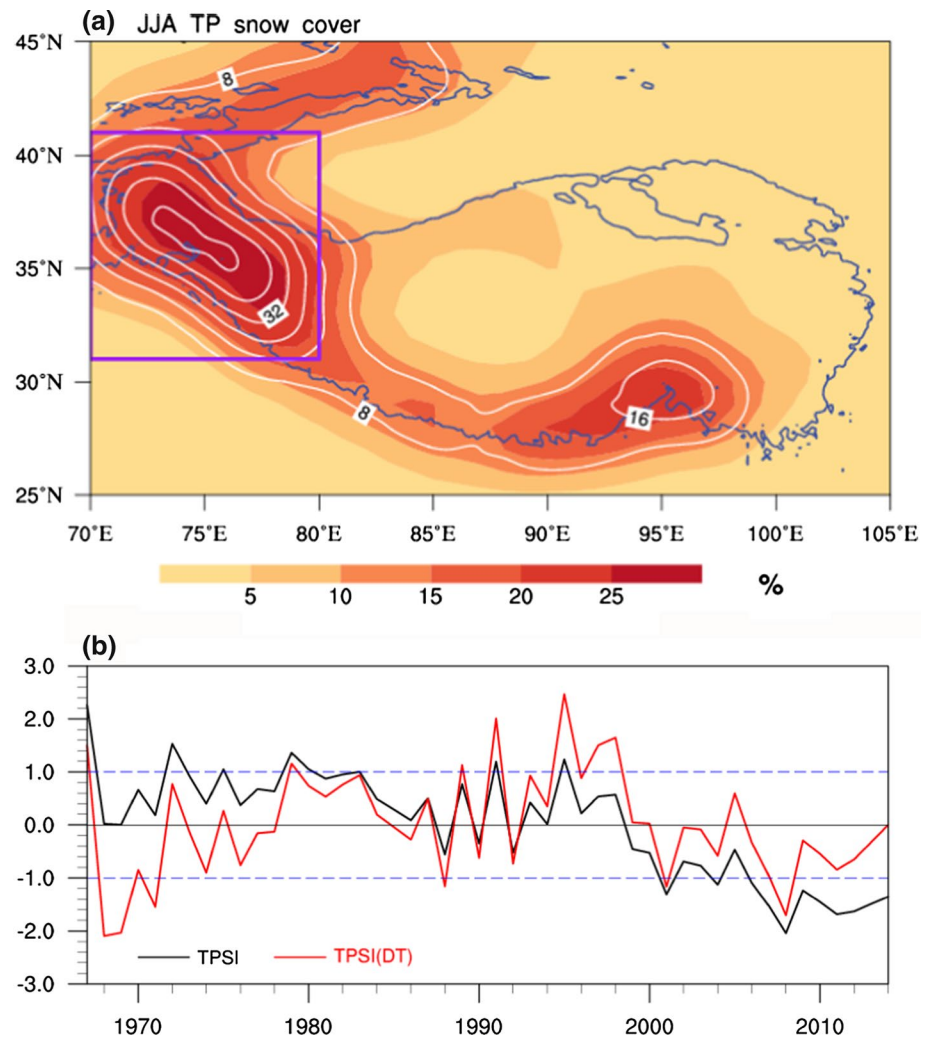 (a) JJA TP snow cover
45°N
8
40°N
35°N
32
30°N
8
16
25°N
70°E 75°E 80°E 85°E 90°E 95°E 100°E 105°E
5 10 15 20 25 %
(b)
3.0
2.0
1.0
0.0
-1.0
-2.0
TPSI TPSI(DT)
-3.0
1970 1980 1990 2000 2010